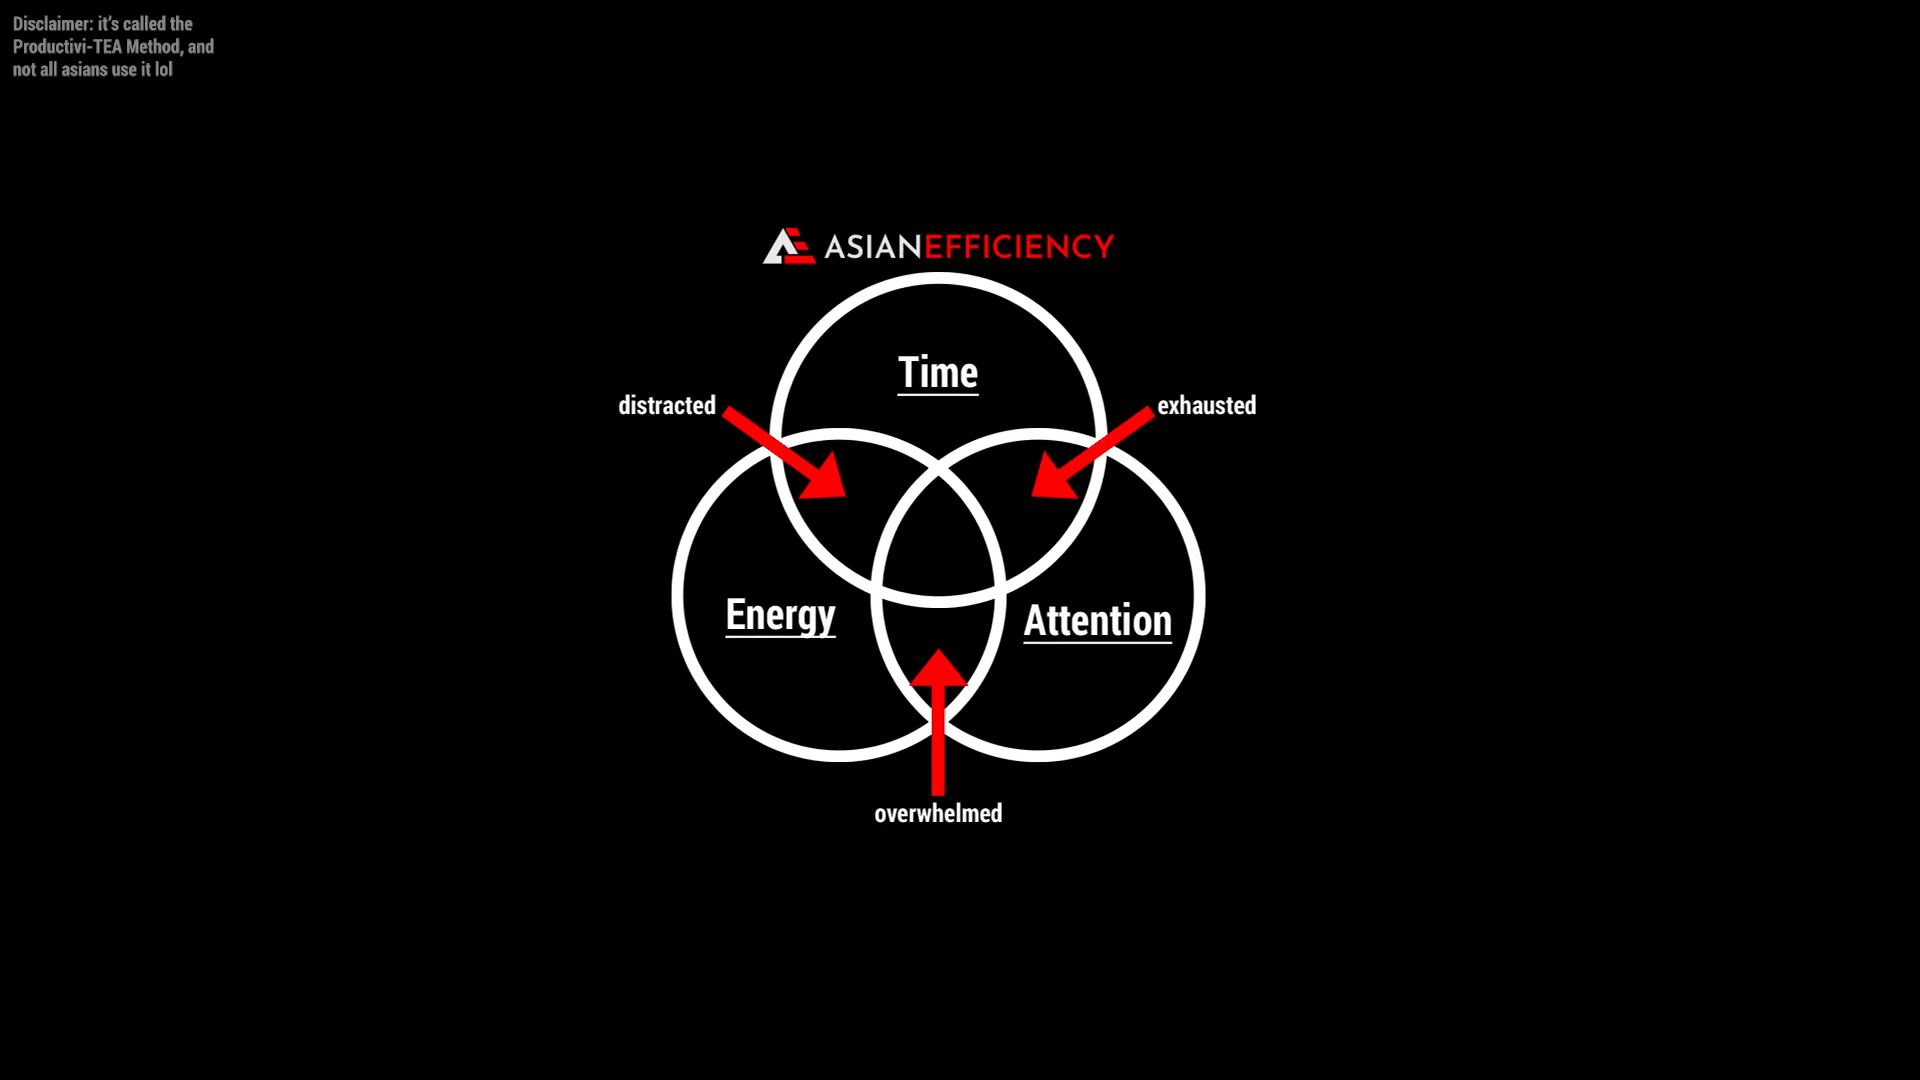 Disclaimer: it's called the
Productivi-TEA Method, and
not all asians use it lol
ASIANEFFICIENCY
Time
distracted
exhausted
Energy
Attention
overwhelmed